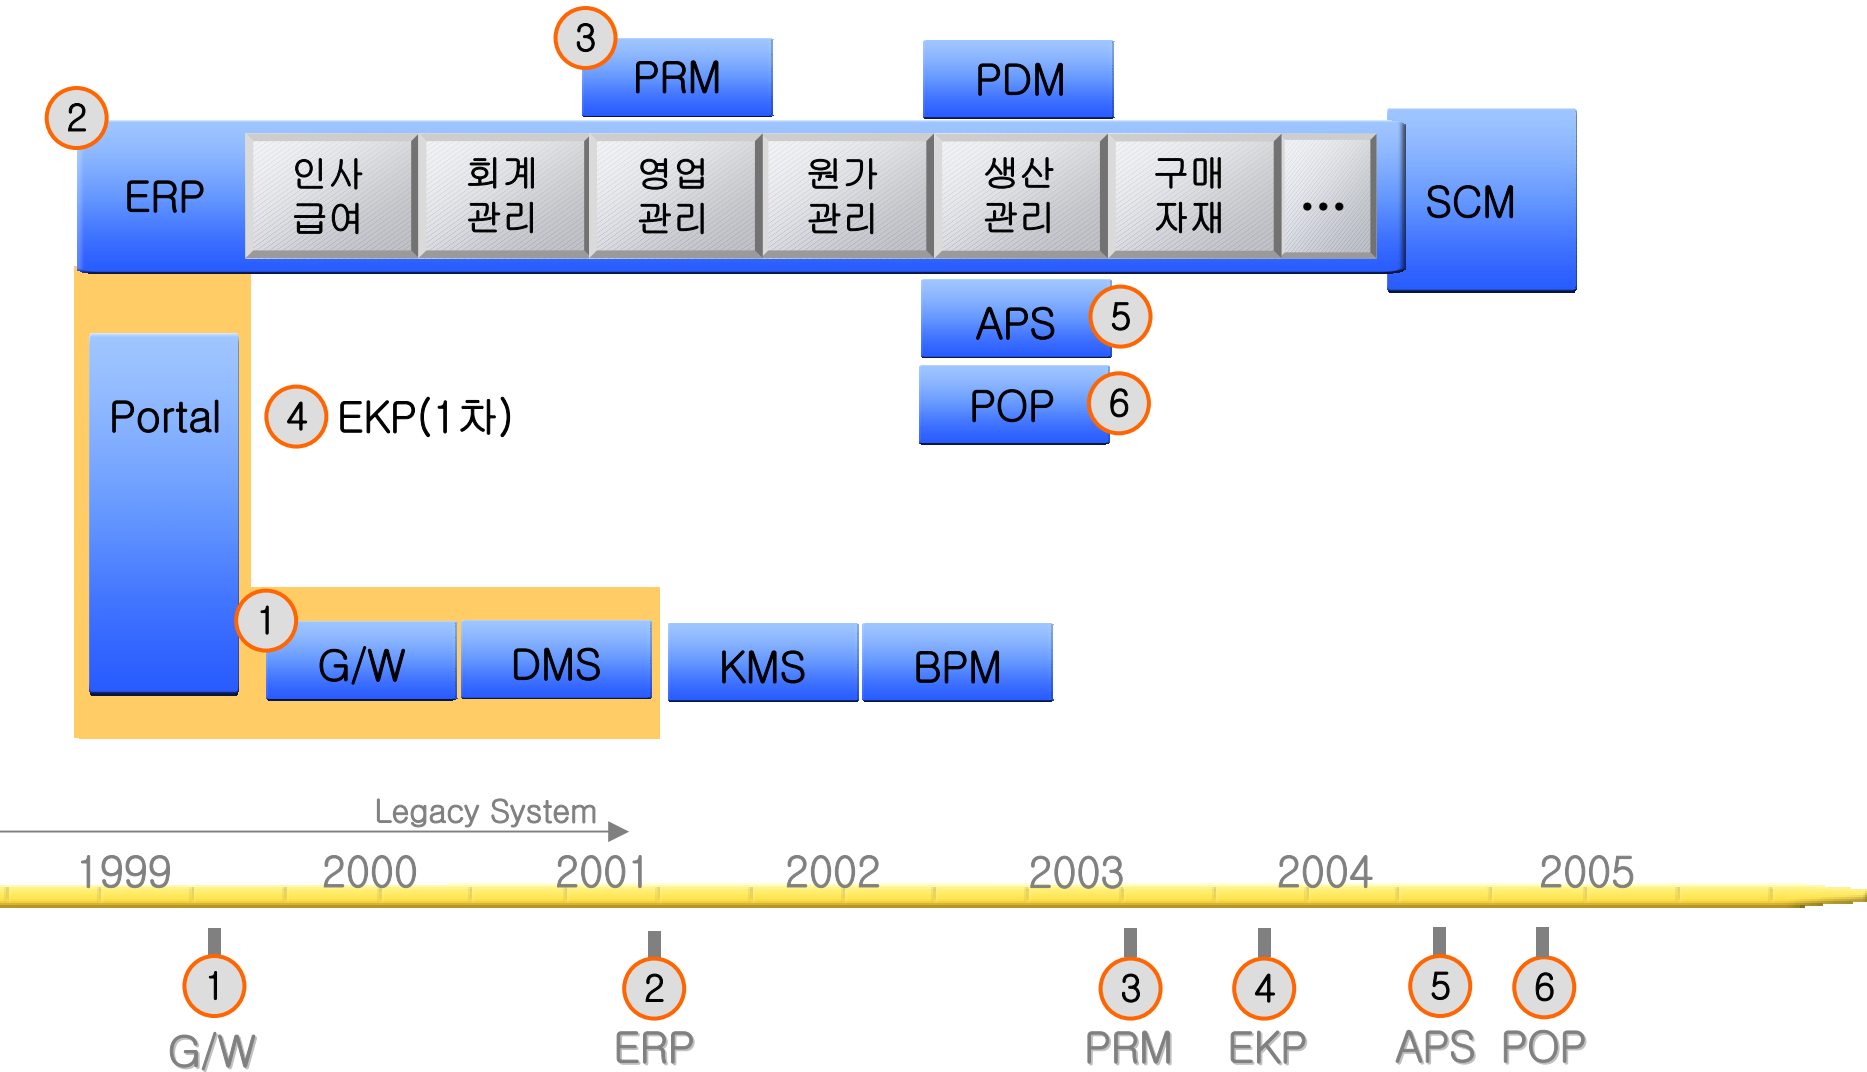 3
PRM
PDM
2
ERP
인사
급여
회계
관리
영업
관리
원가
관리
생산
관리
구매
자재
...
SCM
APS
5
POP
6
Portal
4
EKP(1차)
1
G/W
DMS
KMS
BPM
Legacy System
1999
2000
2001
2002
2003
2004
2005
1
2
3
4
5
6
G/W
ERP
PRM
EKP
APS
POP